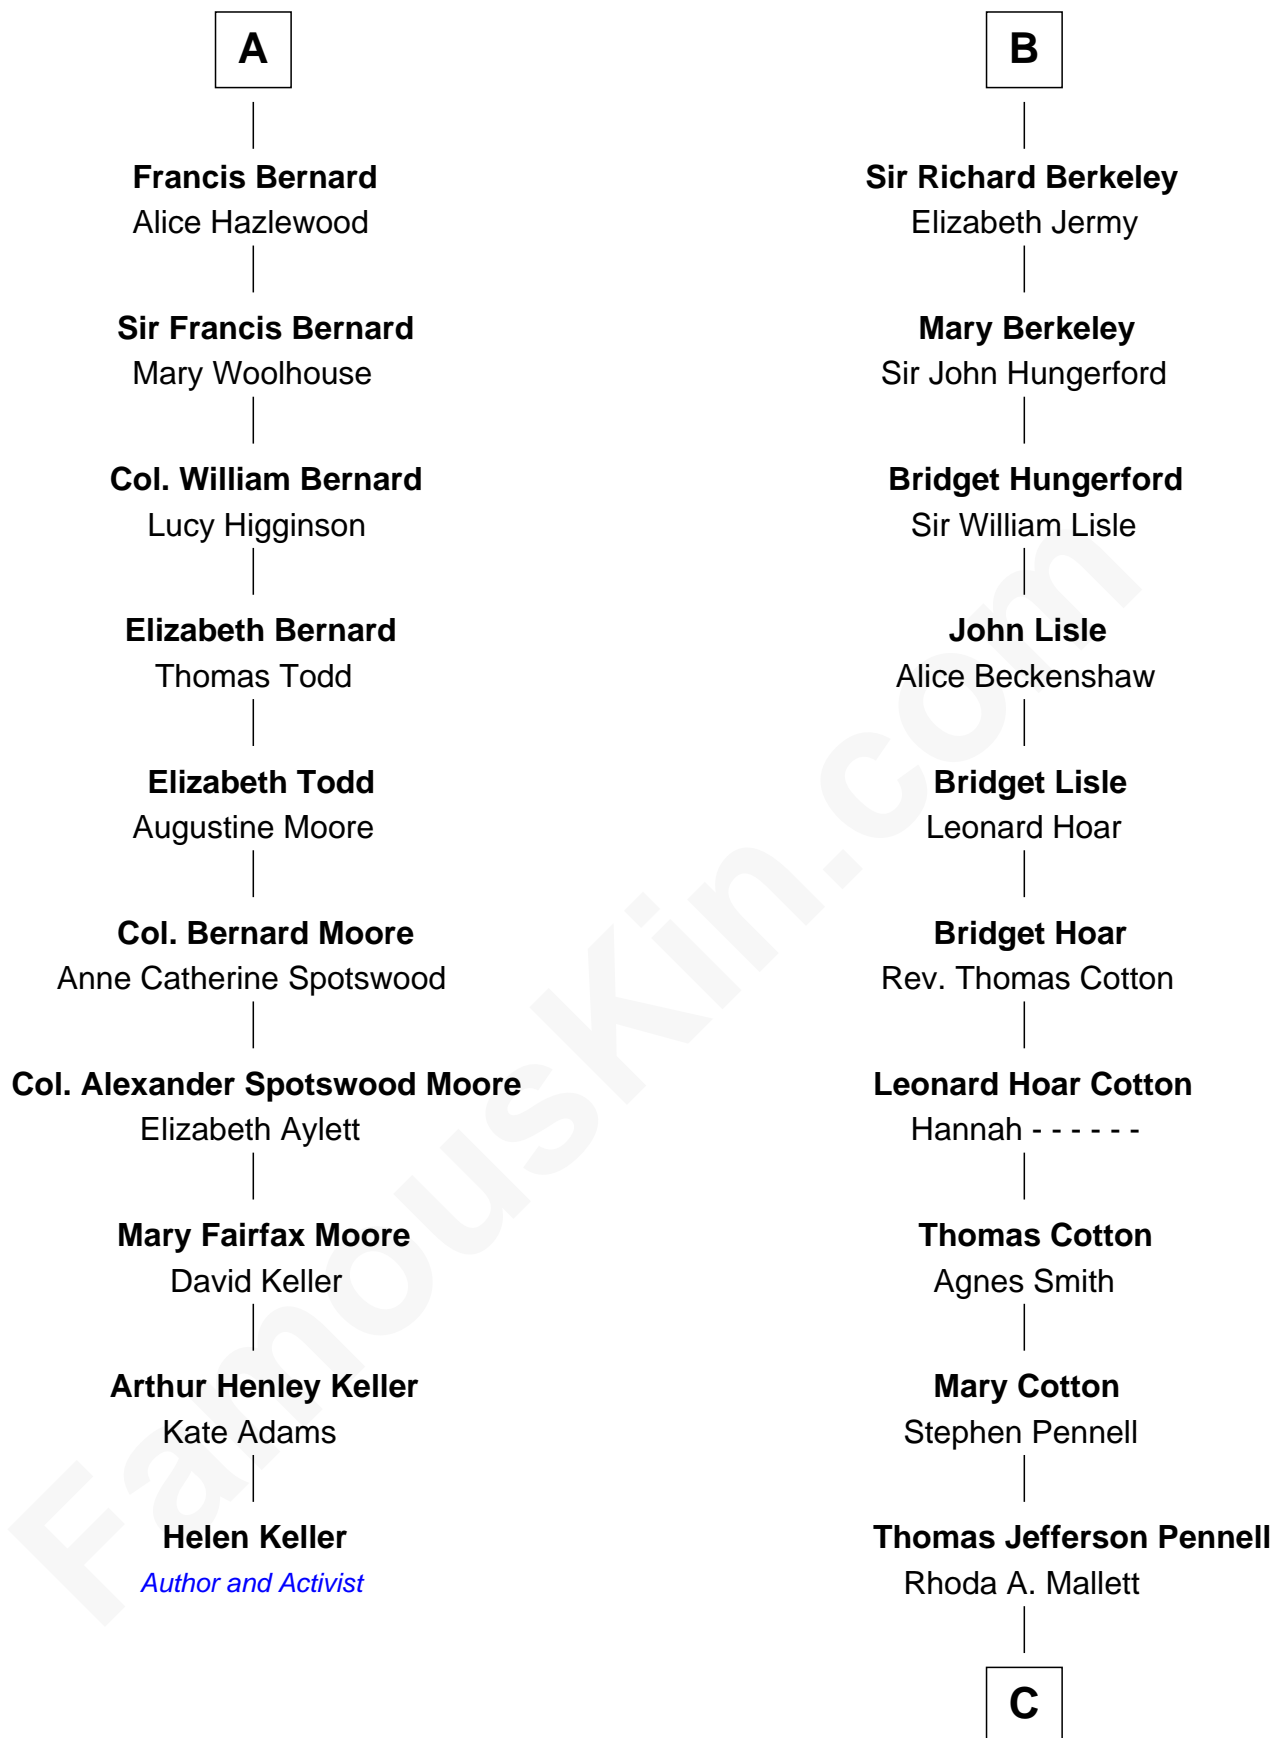 A
Francis Bernard
Alice Hazlewood
Sir Francis Bernard
Mary Woolhouse
Col. William Bernard
Lucy Higginson
Elizabeth Bernard
Thomas Todd
Elizabeth Todd
Augustine Moore
Col. Bernard Moore
Anne Catherine Spotswood
Col. Alexander Spotswood Moore
Elizabeth Aylett
Mary Fairfax Moore
David Keller
Arthur Henley Keller
Kate Adams
Helen Keller
Author and Activist
B
Sir Richard Berkeley
Elizabeth Jermy
Mary Berkeley
Sir John Hungerford
Bridget Hungerford
Sir William Lisle
John Lisle
Alice Beckenshaw
Bridget Lisle
Leonard Hoar
Bridget Hoar
Rev. Thomas Cotton
Leonard Hoar Cotton
Hannah - - - - - -
Thomas Cotton
Agnes Smith
Mary Cotton
Stephen Pennell
Thomas Jefferson Pennell
Rhoda A. Mallett
C
FamousKin.com